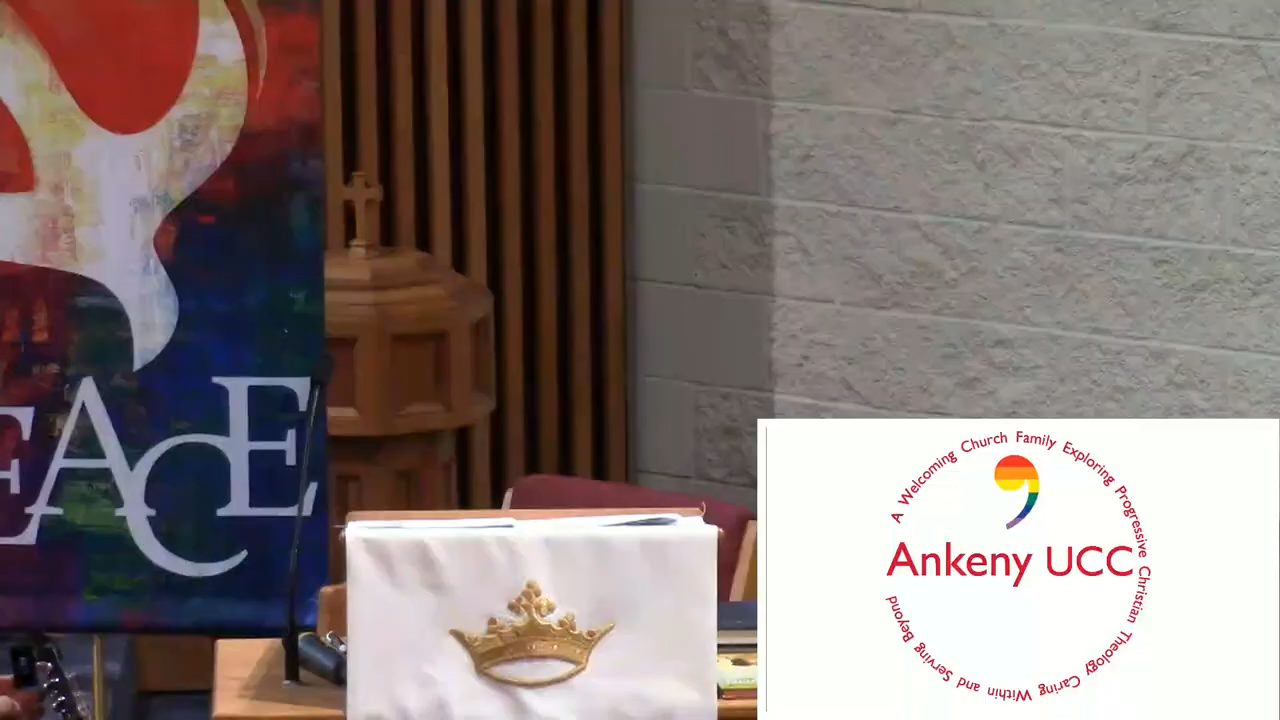 EACE
A Welcoming Church Family Exploring Progressive Christian Theology Caring Within and Serving Beyond
Ankeny UCC